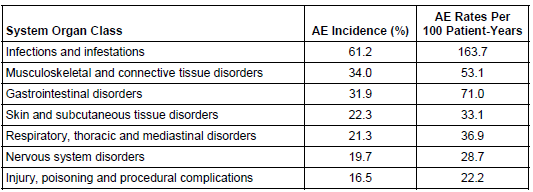 System Organ Class AE Incidence (%) AE Rates Per 100 Patient-Years
Infections and infestations 61.2 163.7
Musculoskeletal and connective tissue disorders 34.0 53.1
Gastrointestinal disorders 31.9 71.0
Skin and subcutaneous tissue disorders 22.3 33.1
Respiratory, thoracic and mediastinal disorders 21.3 36.9
Nervous system disorders 19.7 28.7
Injury, poisoning and procedural complications 16.5 22.2